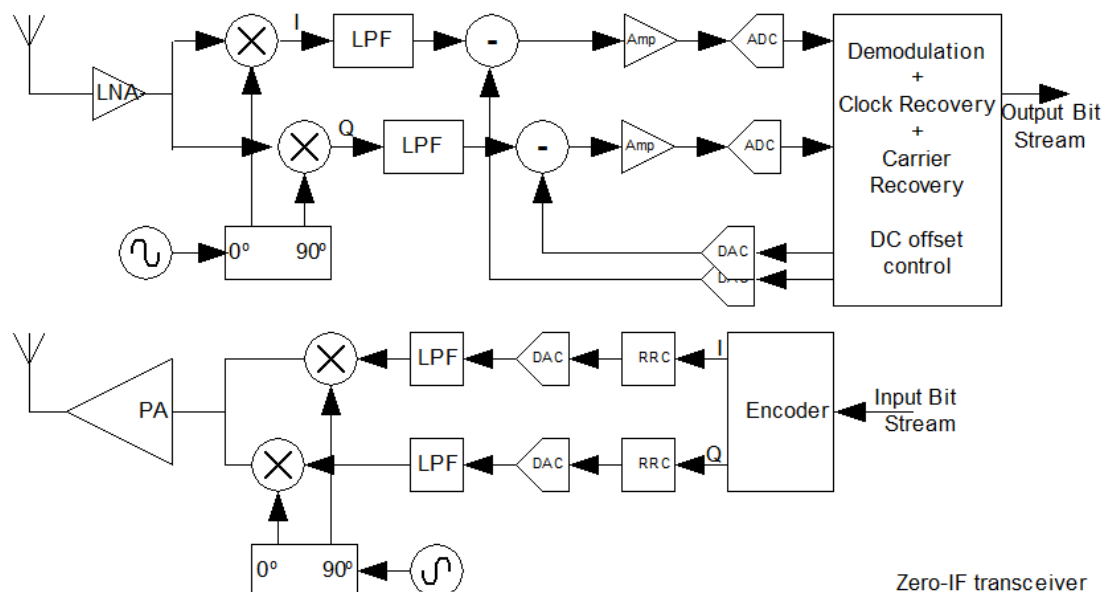 I
LPF
-
Amp
ADC
LNA
Q
LPF
-
Amp
ADC
Demodulation
+
Clock Recovery
+
Carrier
Recovery
DC offset
control
Output Bit
Stream
0º 90º
DAC
DAC
PA
LPF
DAC
RRC
I
Encoder
Input Bit
Stream
LPF
DAC
RRC
Q
0º 90º
Zero-IF transceiver